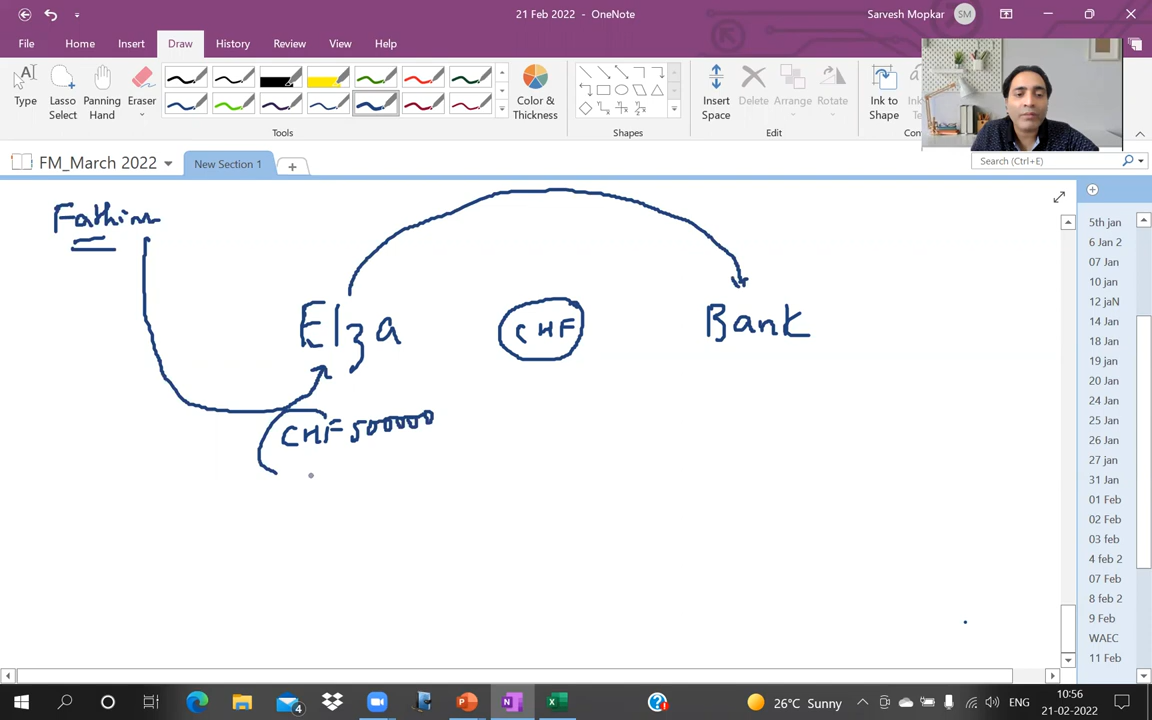 21 Feb 2022 - OneNote
Sarvesh Mopkar
SM
File Home Insert Draw History Review View Help
Type
Lasso Select
Panning Hand
Eraser
Color & Thickness
Insert Space
Delete
Arrange
Rotate
Ink to Shape
Tools
Shapes
Edit
FM_March 2022
New Section 1
Search (Ctrl+E)
Fathim
Elza
CHF
Bank
CHF 500000
5th jan
6 Jan 2
07 Jan
10 jan
12 jaN
14 Jan
18 Jan
19 jan
20 Jan
24 Jan
25 Jan
26 Jan
27 jan
31 Jan
01 Feb
02 Feb
03 feb
4 feb 2
07 Feb
8 feb 2
9 Feb
WAEC
11 Feb
4
26°C Sunny
ENG
10:56
21-02-2022